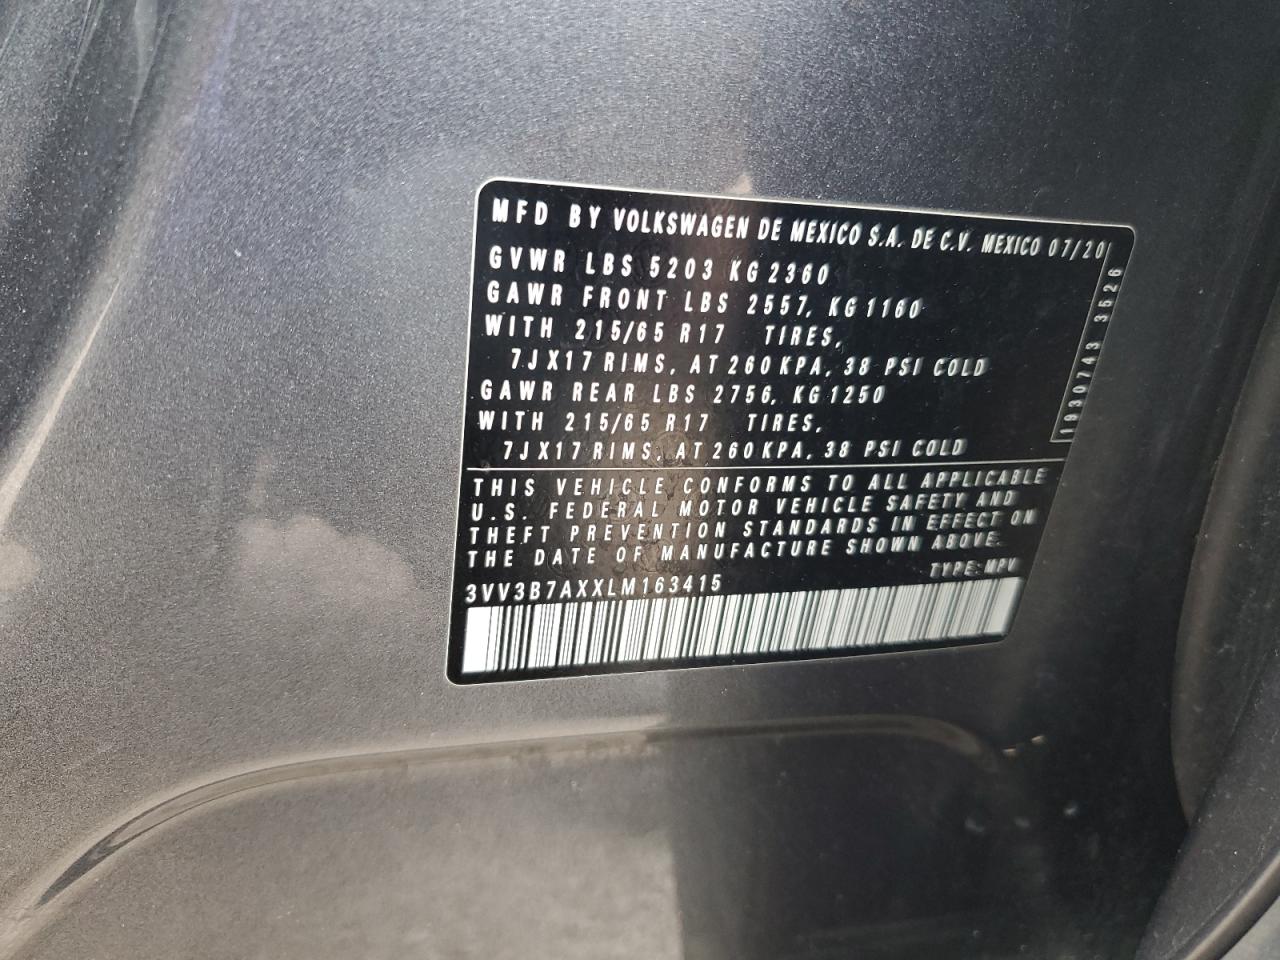 MFD BY VOLKSWAGEN DE MEXICO S.A. DE C.V. MEXICO 07/20
GVWR LBS 5203 KG 2360
GAWR FRONT LBS 2557, KG 1160
WITH 215/65 R17 TIRES,
7JX17 RIMS, AT 260 KPA, 38 PSI COLD
GAWR REAR LBS 2756, KG 1250
WITH 215/65 R17 TIRES,
7JX17 RIMS, AT 260 KPA, 38 PSI COLD
1930743 3526
THIS VEHICLE CONFORMS TO ALL APPLICABLE
U.S. FEDERAL MOTOR VEHICLE SAFETY AND
THEFT PREVENTION STANDARDS IN EFFECT ON
THE DATE OF MANUFACTURE SHOWN ABOVE.
TYPE: MPV
3VV3B7AXXLM163415